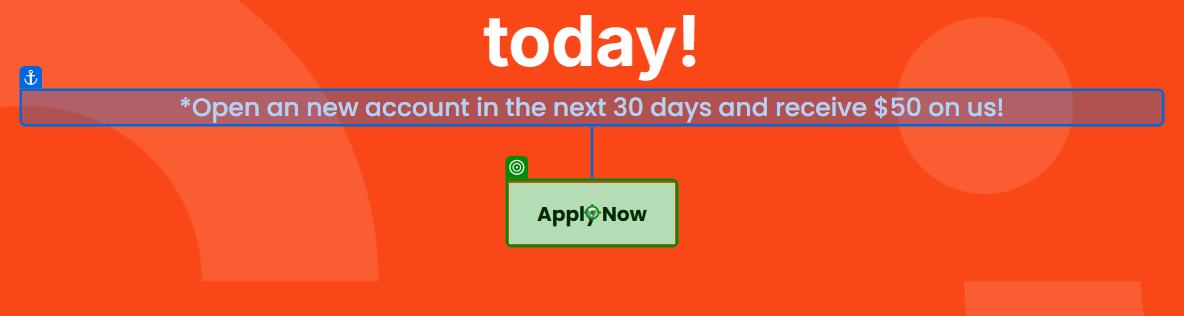 today!
*Open an new account in the next 30 days and receive $50 on us!
Apply Now